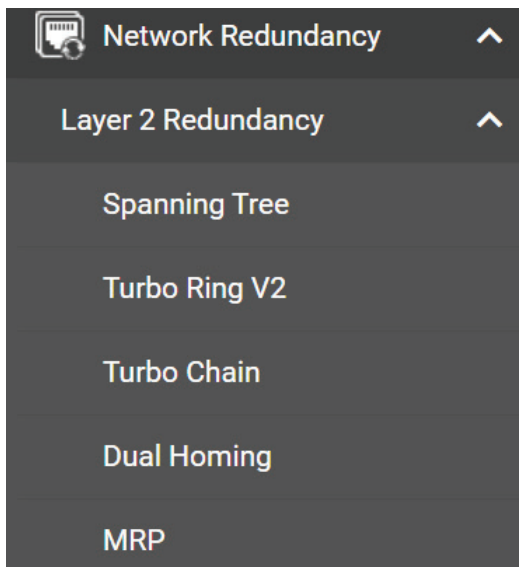 Network Redundancy
Layer 2 Redundancy
Spanning Tree
Turbo Ring V2
Turbo Chain
Dual Homing
MRP